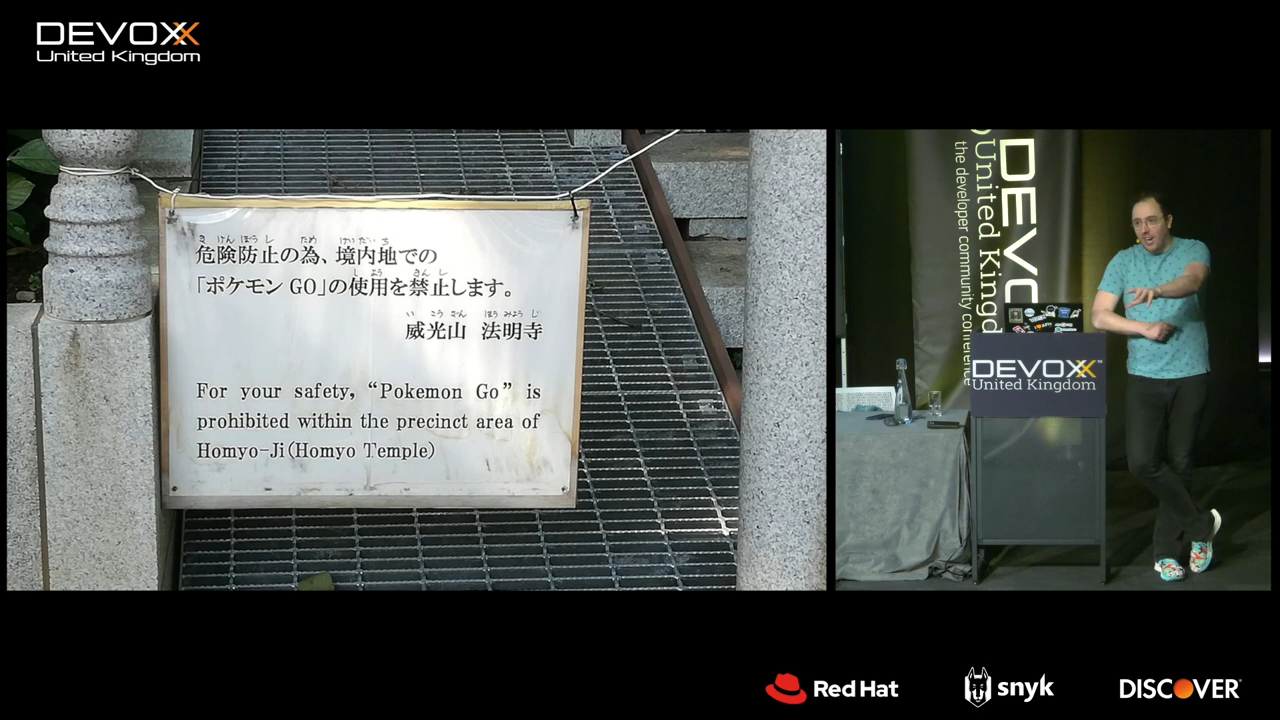 DEVOXX
United Kingdom
危険防止の為、境内地での
「ポケモン GO」の使用を禁止します。
威光山 法明寺
For your safety, “Pokemon Go” is
prohibited within the precinct area of
Homyo-Ji(Homyo Temple)
DEVOXX
United Kingd
the developer community conference
DEVOXX™
United Kingdom
Red Hat
snyk
DISCOVER